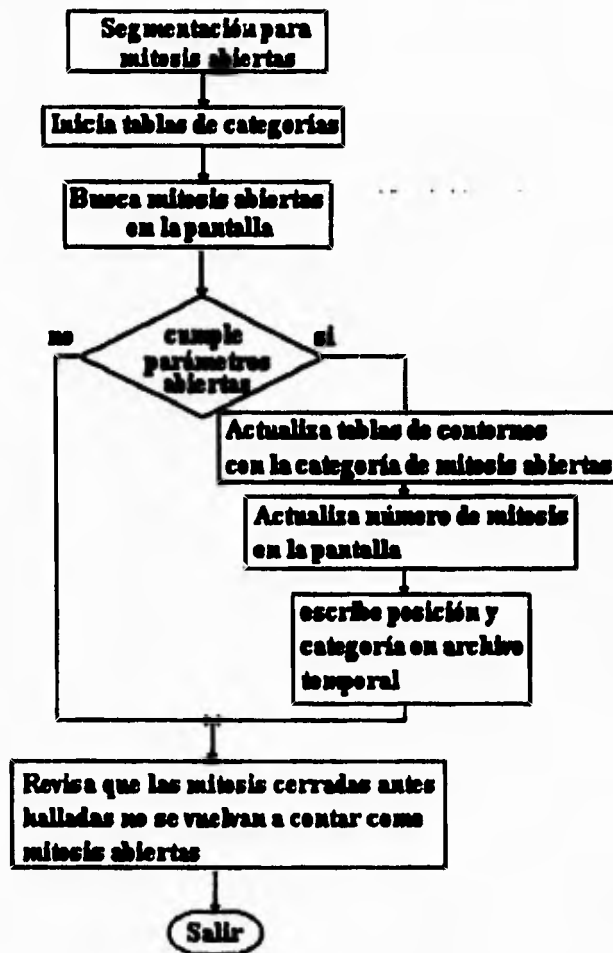 Segmentación para
mitosis abiertas
Inicia tablas de categorías
Busca mitosis abiertas
en la pantalla
no
si
cumple
parámetros
abiertas
Actualiza tablas de contornos
con la categoría de mitosis abiertas
Actualiza número de mitosis
en la pantalla
escribe posición y
categoría en archivo
temporal
Revisa que las mitosis cerradas antes
halladas no se vuelvan a contar como
mitosis abiertas
Salir